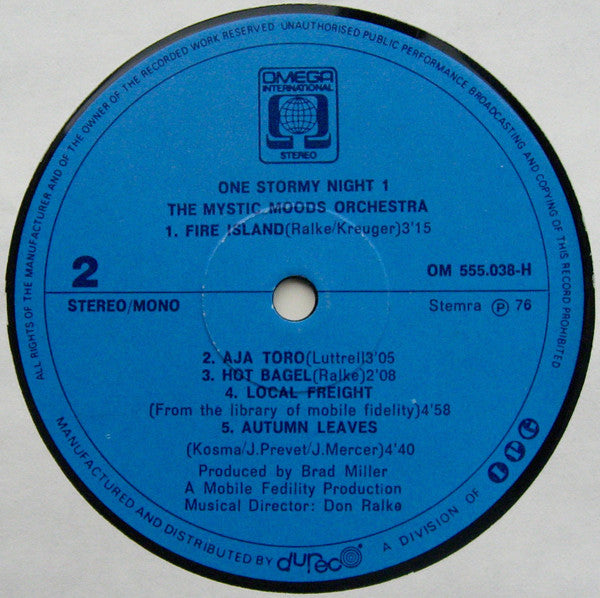 ALL RIGHTS OF THE MANUFACTURER AND OF THE OWNER OF THE RECORDED WORK RESERVED UNAUTHORISED PUBLIC PERFORMANCE BROADCASTING AND COPYING OF THIS RECORD PROHIBITED
OMEGA
INTERNATIONAL
STEREO
ONE STORMY NIGHT 1
THE MYSTIC MOODS ORCHESTRA
1. FIRE ISLAND(Ralke/Kreuger)3'15
2
OM 555.038-H
STEREO/MONO
Stemra Ⓟ 76
2. AJA TORO(Luttrell3'05
3. HOT BAGEL(Ralke)2'08
4. LOCAL FREIGHT
(From the library of mobile fidelity)4'58
5. AUTUMN LEAVES
(Kosma/J.Prevet/J.Mercer)4'40
Produced by Brad Miller
A Mobile Fedility Production
Musical Director: Don Ralke
MANUFACTURED AND DISTRIBUTED BY dureco A DIVISION OF